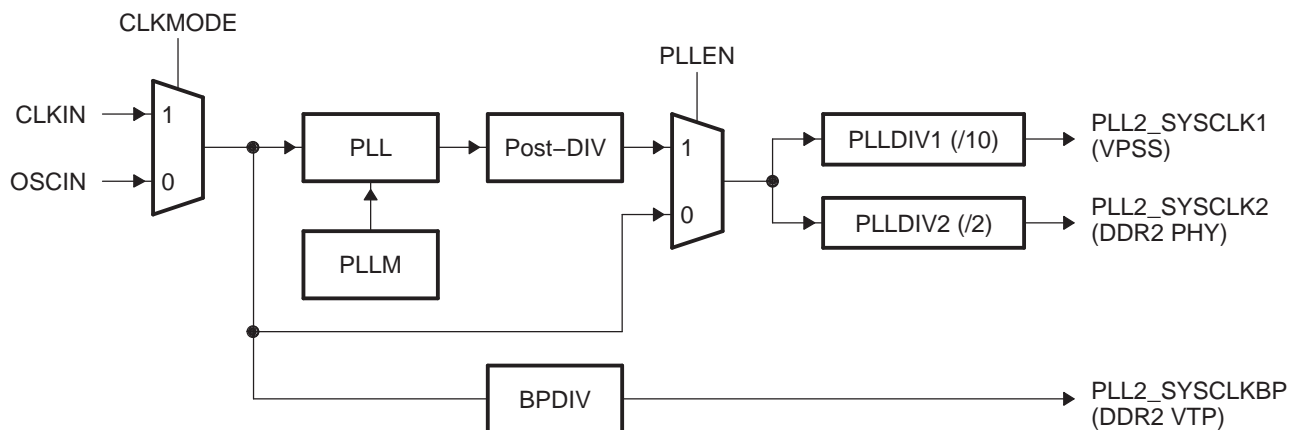 CLKMODE
PLLEN
CLKIN
1
OSCIN
0
PLL
Post–DIV
1
0
PLLM
PLLDIV1 (/10)
PLL2_SYSCLK1
(VPSS)
PLLDIV2 (/2)
PLL2_SYSCLK2
(DDR2 PHY)
BPDIV
PLL2_SYSCLKBP
(DDR2 VTP)